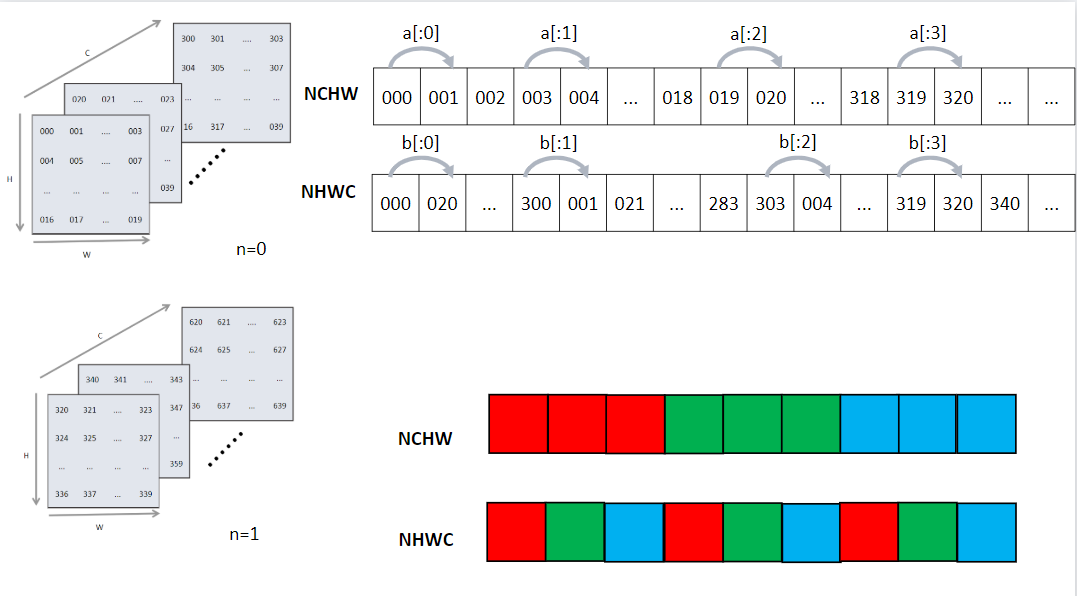 C
300 301 .... 303
304 305 ... 307
... ... ... ...
16 317 ... 039
020 021 .... 023
027
...
039
000 001 .... 003
004 005 ... 007
... ... ... ...
016 017 ... 019
H
W
n=0
a[:0] a[:1] a[:2] a[:3]
NCHW
000 001 002 003 004 ... 018 019 020 ... 318 319 320 ... ...
b[:0] b[:1] b[:2] b[:3]
NHWC
000 020 ... 300 001 021 ... 283 303 004 ... 319 320 340 ...
C
620 621 .... 623
624 625 ... 627
... ... ... ...
36 637 ... 639
340 341 .... 343
347
...
359
320 321 .... 323
324 325 ... 327
... ... ... ...
336 337 ... 339
H
W
n=1
NCHW
NHWC